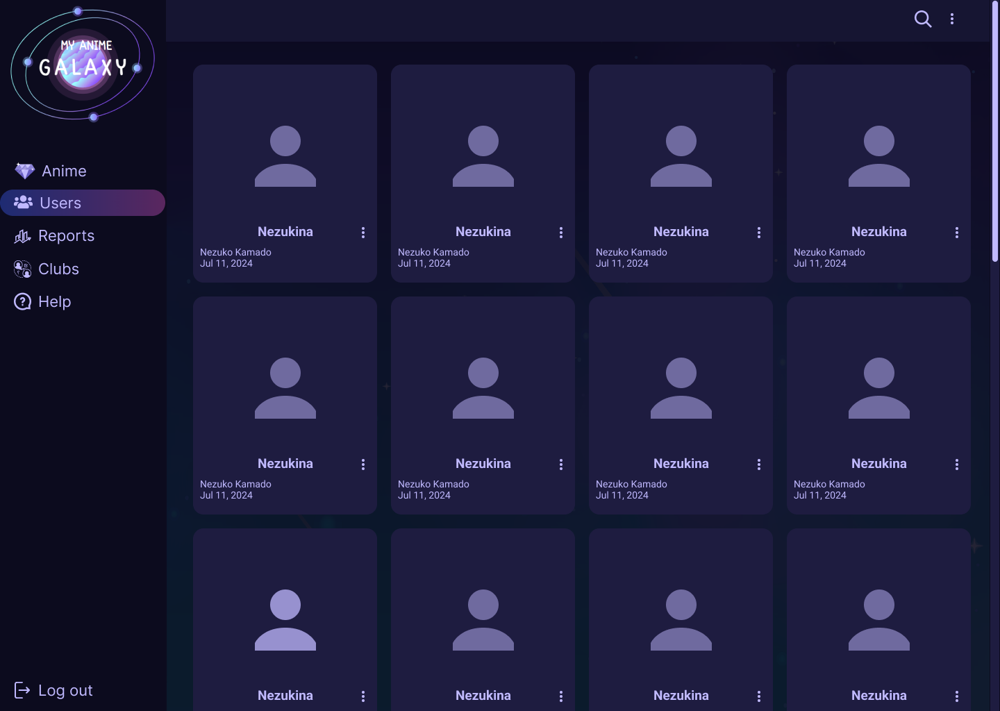 MY ANIME
GALAXY
Anime
Users
Reports
Clubs
Help
Log out
Nezukina
Nezuko Kamado
Jul 11, 2024
Nezukina
Nezuko Kamado
Jul 11, 2024
Nezukina
Nezuko Kamado
Jul 11, 2024
Nezukina
Nezuko Kamado
Jul 11, 2024
Nezukina
Nezuko Kamado
Jul 11, 2024
Nezukina
Nezuko Kamado
Jul 11, 2024
Nezukina
Nezuko Kamado
Jul 11, 2024
Nezukina
Nezuko Kamado
Jul 11, 2024
Nezukina
Nezukina
Nezukina
Nezukina